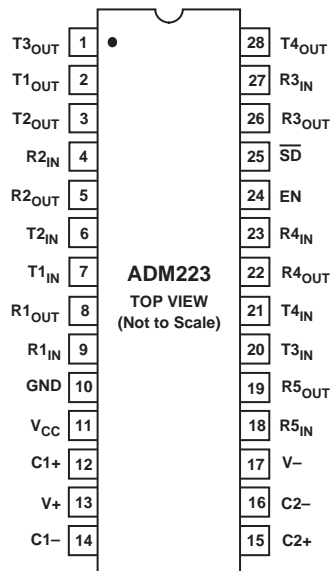 T3OUT 1 28 T4OUT
T1OUT 2 27 R3IN
T2OUT 3 26 R3OUT
R2IN 4 25 S̅D̅
R2OUT 5 24 EN
T2IN 6 23 R4IN
T1IN 7 ADM223 22 R4OUT
R1OUT 8 TOP VIEW 21 T4IN
R1IN 9 (Not to Scale) 20 T3IN
GND 10 19 R5OUT
VCC 11 18 R5IN
C1+ 12 17 V–
V+ 13 16 C2–
C1– 14 15 C2+